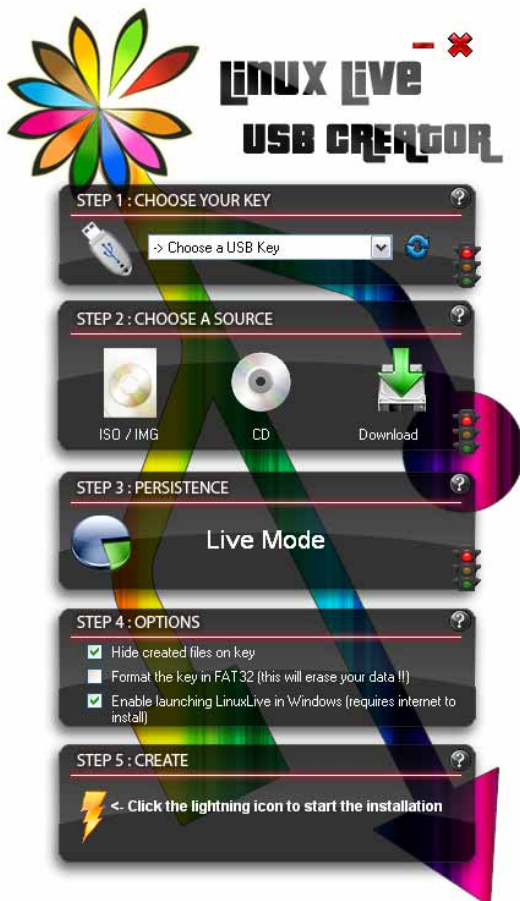 Linux Live
USB CREATOR
STEP 1 : CHOOSE YOUR KEY
?
-> Choose a USB Key
STEP 2 : CHOOSE A SOURCE
?
ISO / IMG
CD
Download
STEP 3 : PERSISTENCE
?
Live Mode
STEP 4 : OPTIONS
?
Hide created files on key
Format the key in FAT32 (this will erase your data !!)
Enable launching LinuxLive in Windows (requires internet to
install)
STEP 5 : CREATE
?
<- Click the lightning icon to start the installation